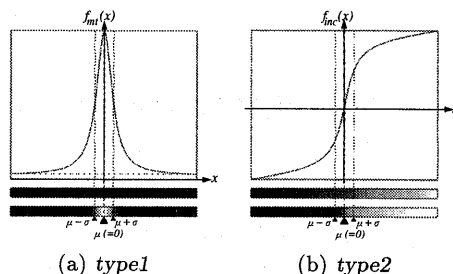 f_mt(x)
x
μ−σ μ+σ
μ (=0)
(a) type1
f_inc(x)
μ−σ μ+σ
μ (=0)
(b) type2